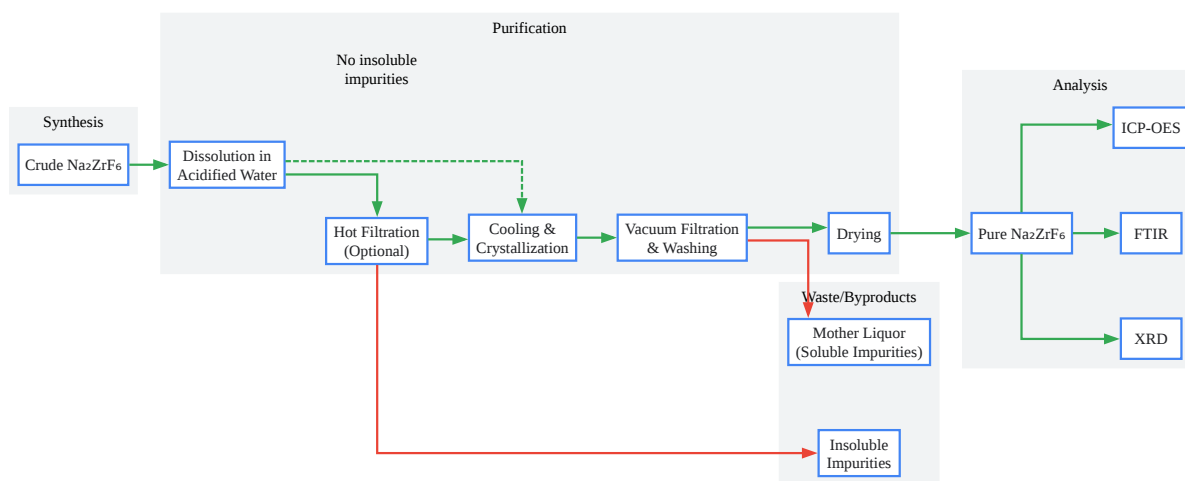 Purification
No insoluble
impurities
Synthesis
Crude Na₂ZrF₆
Dissolution in
Acidified Water
Hot Filtration
(Optional)
Cooling &
Crystallization
Vacuum Filtration
& Washing
Drying
Waste/Byproducts
Mother Liquor
(Soluble Impurities)
Insoluble
Impurities
Analysis
Pure Na₂ZrF₆
ICP-OES
FTIR
XRD